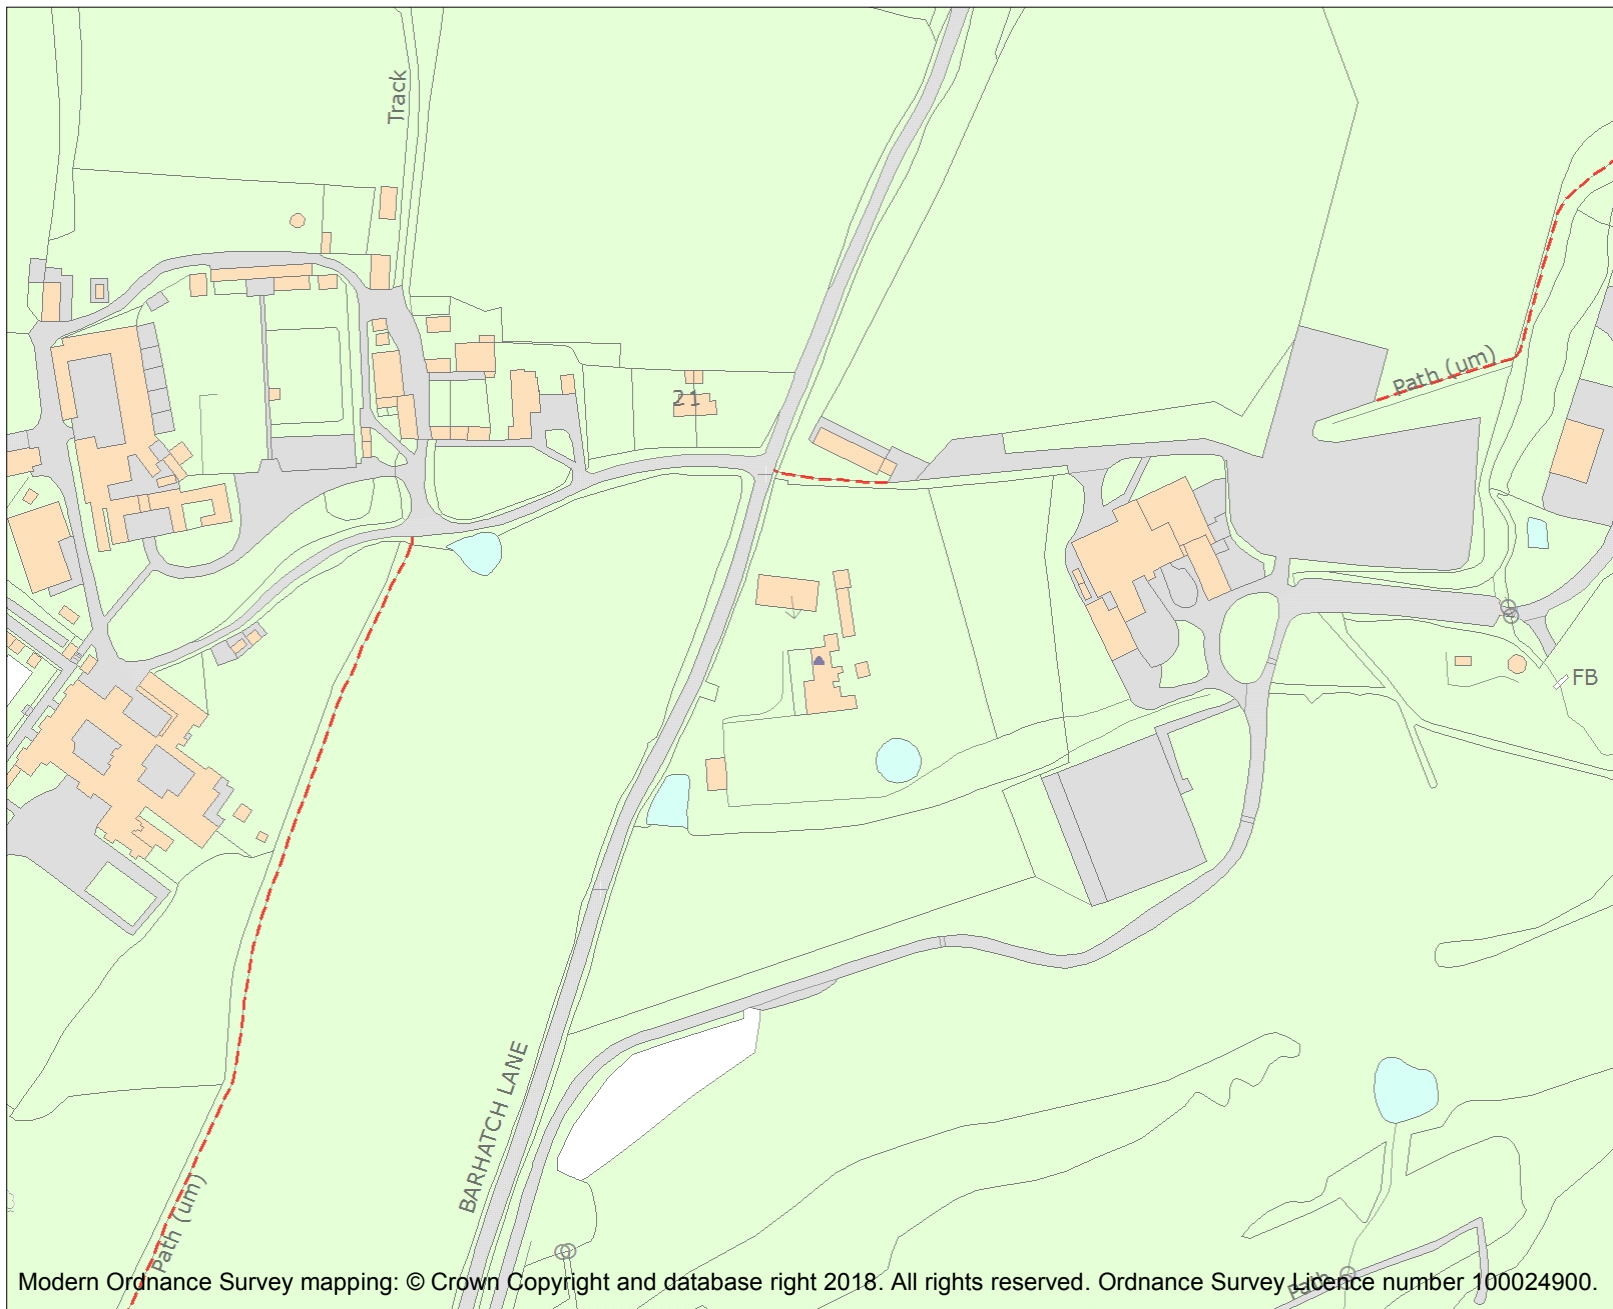 Track
Path (um)
21
FB
BARHATCH LANE
Path (um)
Path
Modern Ordnance Survey mapping: © Crown Copyright and database right 2018. All rights reserved. Ordnance Survey Licence number 100024900.